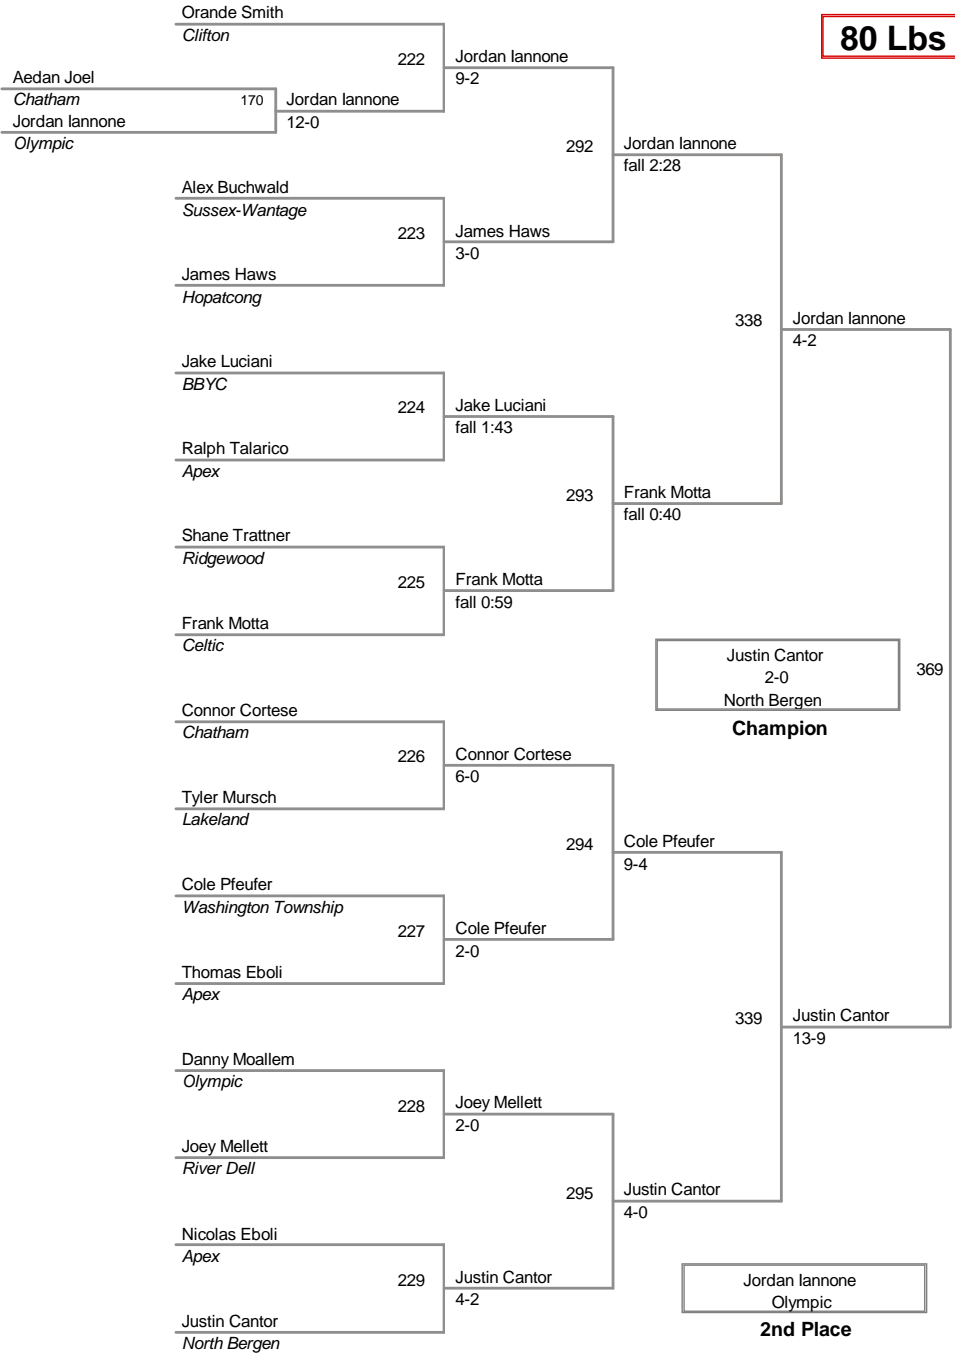 Orande Smith
80 Lbs
Clifton
222
Jordan Iannone
9-2
Aedan Joel
Chatham
170
Jordan Iannone
Jordan Iannone
12-0
Olympic
292
Jordan Iannone
fall 2:28
Alex Buchwald
Sussex-Wantage
223
James Haws
3-0
James Haws
Hopatcong
338
Jordan Iannone
4-2
Jake Luciani
BBYC
224
Jake Luciani
fall 1:43
Ralph Talarico
Apex
293
Frank Motta
fall 0:40
Shane Trattner
Ridgewood
225
Frank Motta
fall 0:59
Frank Motta
Celtic
Justin Cantor
2-0
North Bergen
369
Champion
Connor Cortese
Chatham
226
Connor Cortese
6-0
Tyler Mursch
Lakeland
294
Cole Pfeufer
9-4
Cole Pfeufer
Washington Township
227
Cole Pfeufer
2-0
Thomas Eboli
Apex
339
Justin Cantor
13-9
Danny Moallem
Olympic
228
Joey Mellett
2-0
Joey Mellett
River Dell
295
Justin Cantor
4-0
Nicolas Eboli
Apex
229
Justin Cantor
4-2
Justin Cantor
North Bergen
Jordan Iannone
Olympic
2nd Place